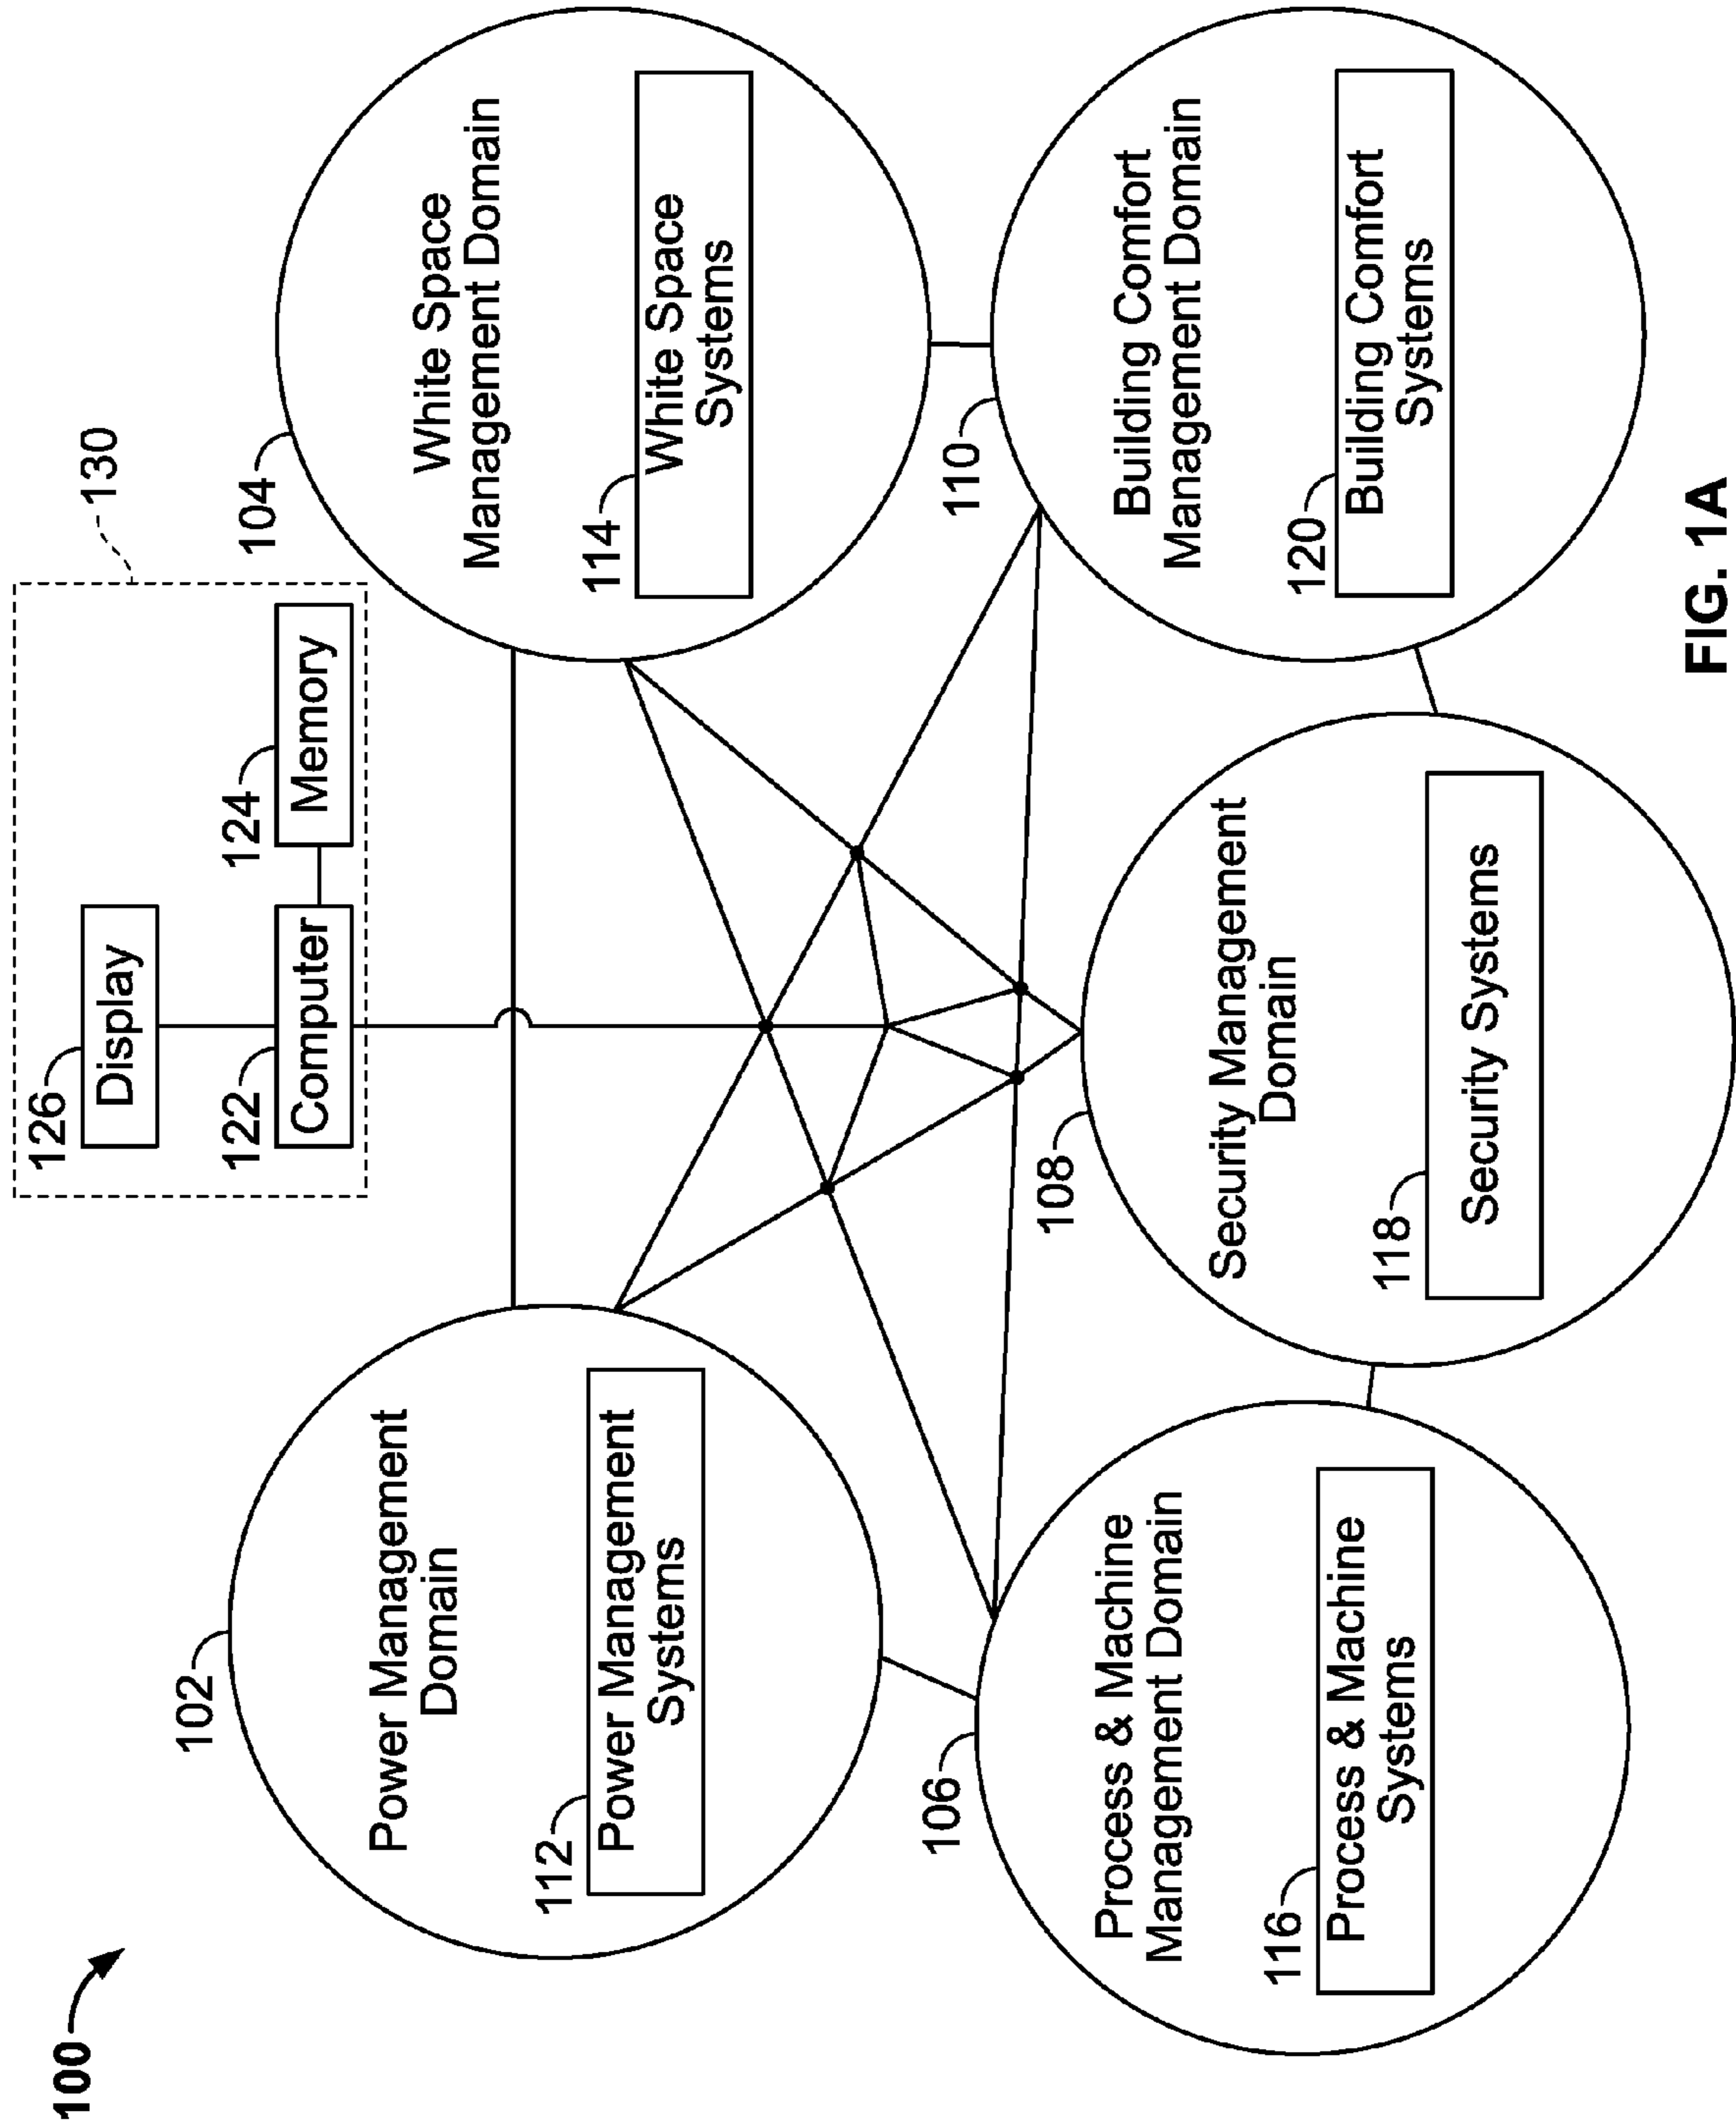 100
130
126
Display
122
Computer
124
Memory
102
Power Management
Domain
112
Power Management
Systems
104
White Space
Management Domain
114
White Space
Systems
106
Process & Machine
Management Domain
116
Process & Machine
Systems
108
Security Management
Domain
118
Security Systems
110
Building Comfort
Management Domain
120
Building Comfort
Systems
FIG. 1A